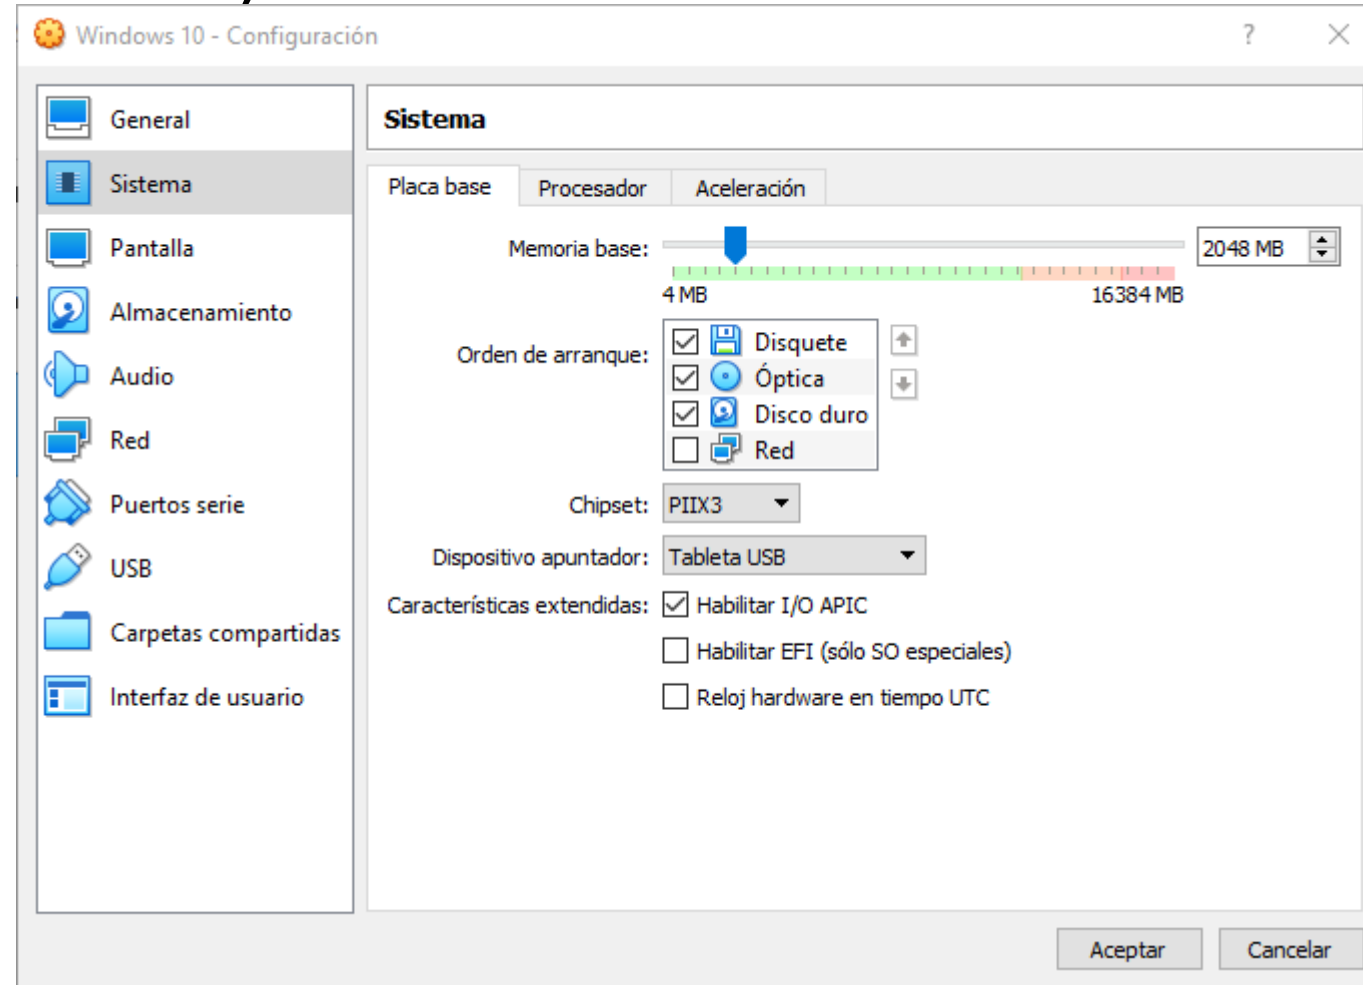 Windows 10 - Configuración
?
General
Sistema
Pantalla
Almacenamiento
Audio
Red
Puertos serie
USB
Carpetas compartidas
Interfaz de usuario
Sistema
Placa base Procesador Aceleración
Memoria base: 2048 MB
4 MB 16384 MB
Orden de arranque: Disquete
Óptica
Disco duro
Red
Chipset: PIIX3
Dispositivo apuntador: Tableta USB
Características extendidas: Habilitar I/O APIC
Habilitar EFI (sólo SO especiales)
Reloj hardware en tiempo UTC
Aceptar Cancelar